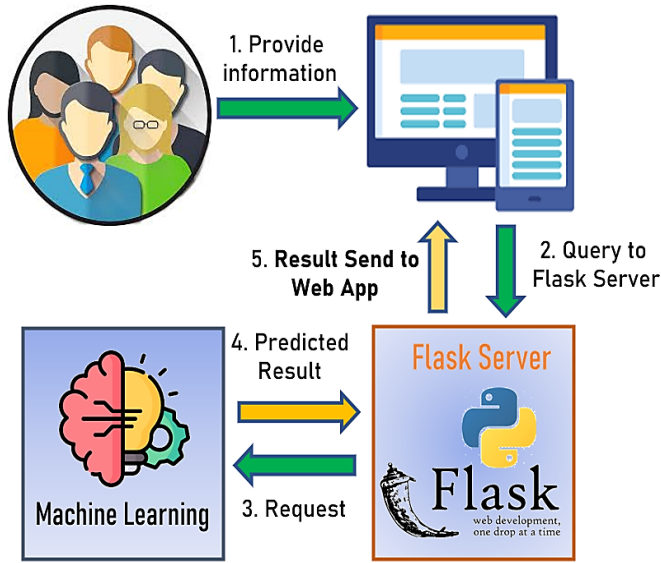 1. Provide
information
2. Query to
Flask Server
5. Result Send to
Web App
4. Predicted
Result
3. Request
Machine Learning
Flask Server
Flask
web development,
one drop at a time